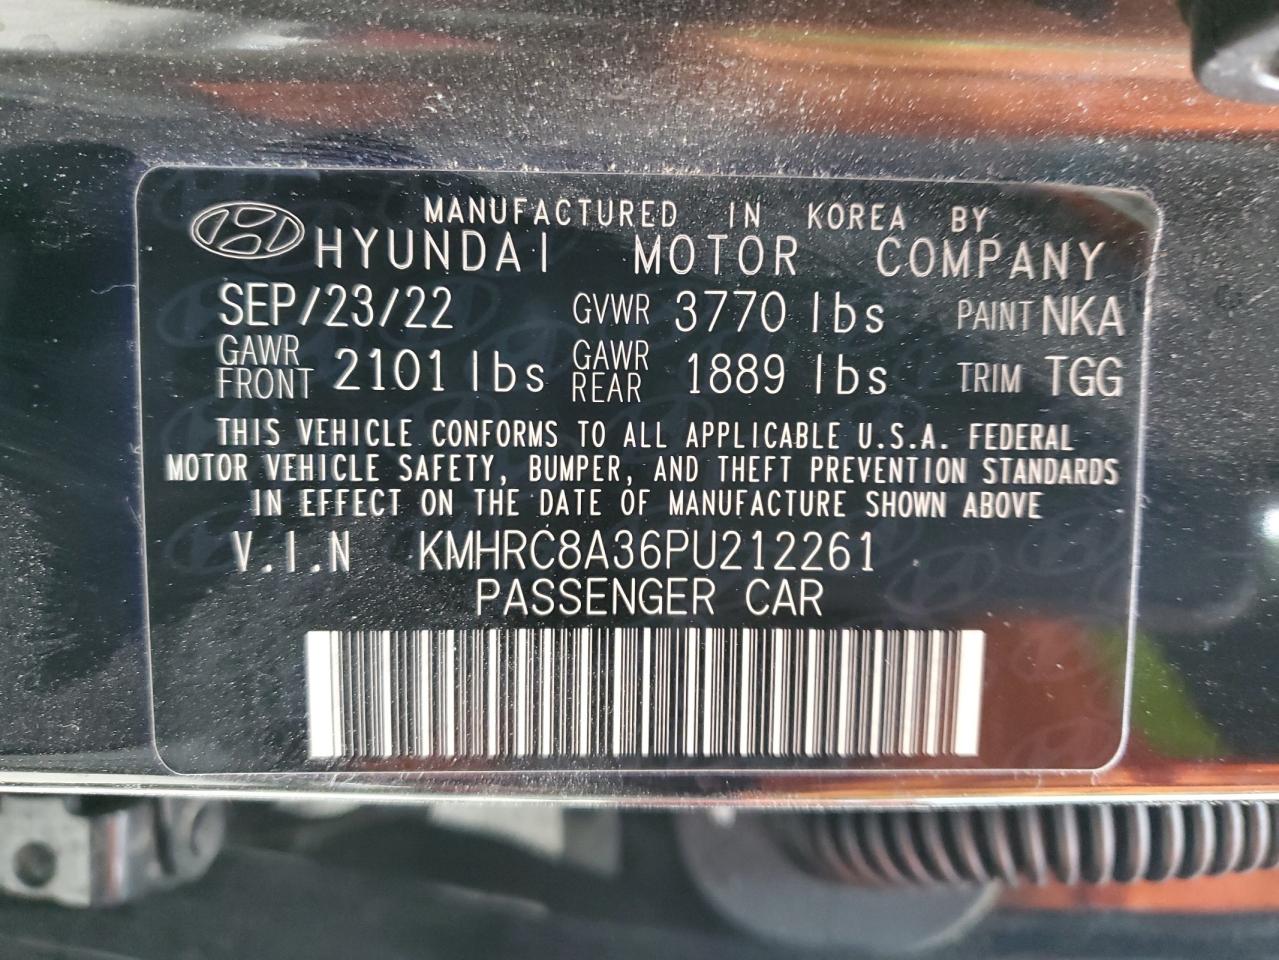 MANUFACTURED IN KOREA BY
HYUNDAI MOTOR COMPANY
SEP/23/22 GVWR 3770 lbs PAINT NKA
GAWR FRONT 2101 lbs GAWR REAR 1889 lbs TRIM TGG
THIS VEHICLE CONFORMS TO ALL APPLICABLE U.S.A. FEDERAL
MOTOR VEHICLE SAFETY, BUMPER, AND THEFT PREVENTION STANDARDS
IN EFFECT ON THE DATE OF MANUFACTURE SHOWN ABOVE
V.I.N KMHRC8A36PU212261
PASSENGER CAR